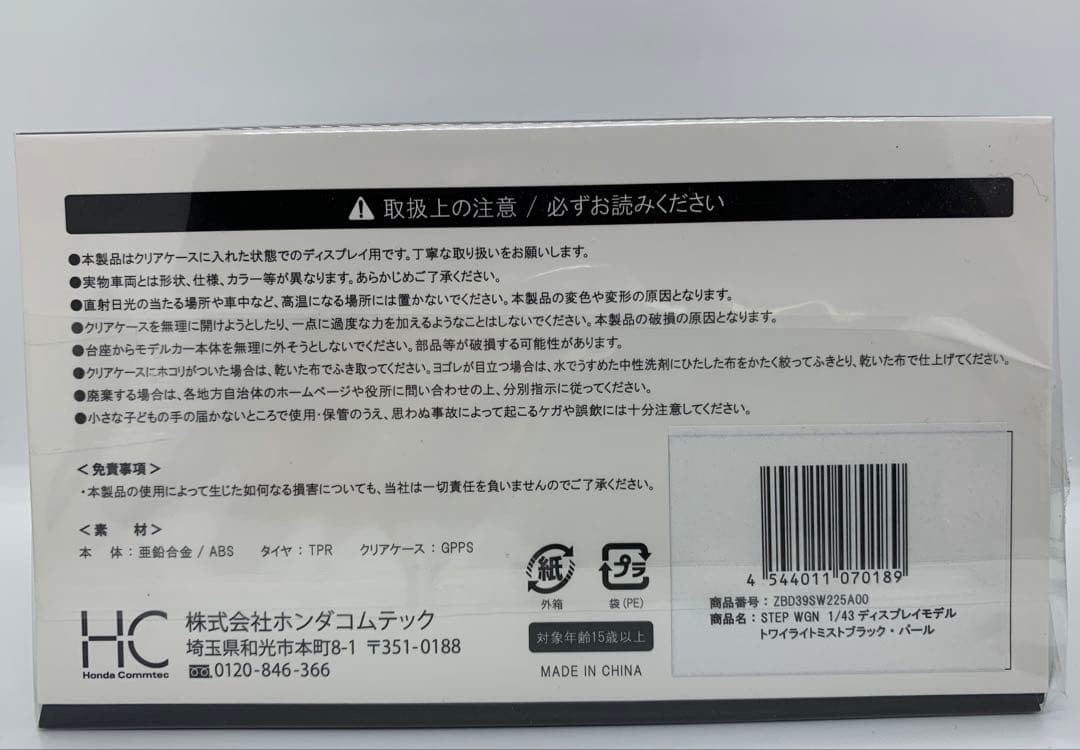 取扱上の注意 / 必ずお読みください
●本製品はクリアケースに入れた状態でのディスプレイ用です。丁寧な取り扱いをお願いします。
●実物車両とは形状、仕様、カラー等が異なります。あらかじめご了承ください。
●直射日光の当たる場所や車中など、高温になる場所には置かないでください。本製品の変色や変形の原因となります。
●クリアケースを無理に開けようとしたり、一点に過度な力を加えるようなことはしないでください。本製品の破損の原因となります。
●台座からモデルカー本体を無理に外そうとしないでください。部品等が破損する可能性があります。
●クリアケースにホコリがついた場合は、乾いた布でふき取ってください。ヨゴレが目立つ場合は、水でうすめた中性洗剤にひたした布をかたく絞ってふきとり、乾いた布で仕上げてください。
●廃棄する場合は、各地方自治体のホームページや役所に問い合わせの上、分別指示に従ってください。
●小さな子どもの手の届かないところで使用・保管のうえ、思わぬ事故によって起こるケガや誤飲には十分注意してください。
＜免責事項＞
・本製品の使用によって生じた如何なる損害についても、当社は一切責任を負いませんのでご了承ください。
＜素　材＞
本　体：亜鉛合金 / ABS　タイヤ：TPR　クリアケース：GPPS
紙
外箱
プラ
袋(PE)
対象年齢15歳以上
MADE IN CHINA
HC
Honda Commtec
株式会社ホンダコムテック
埼玉県和光市本町8-1 〒351-0188
0120-846-366
4 544011 070189
商品番号：ZBD39SW225A00
商品名：STEP WGN 1/43 ディスプレイモデル
トワイライトミストブラック・パール